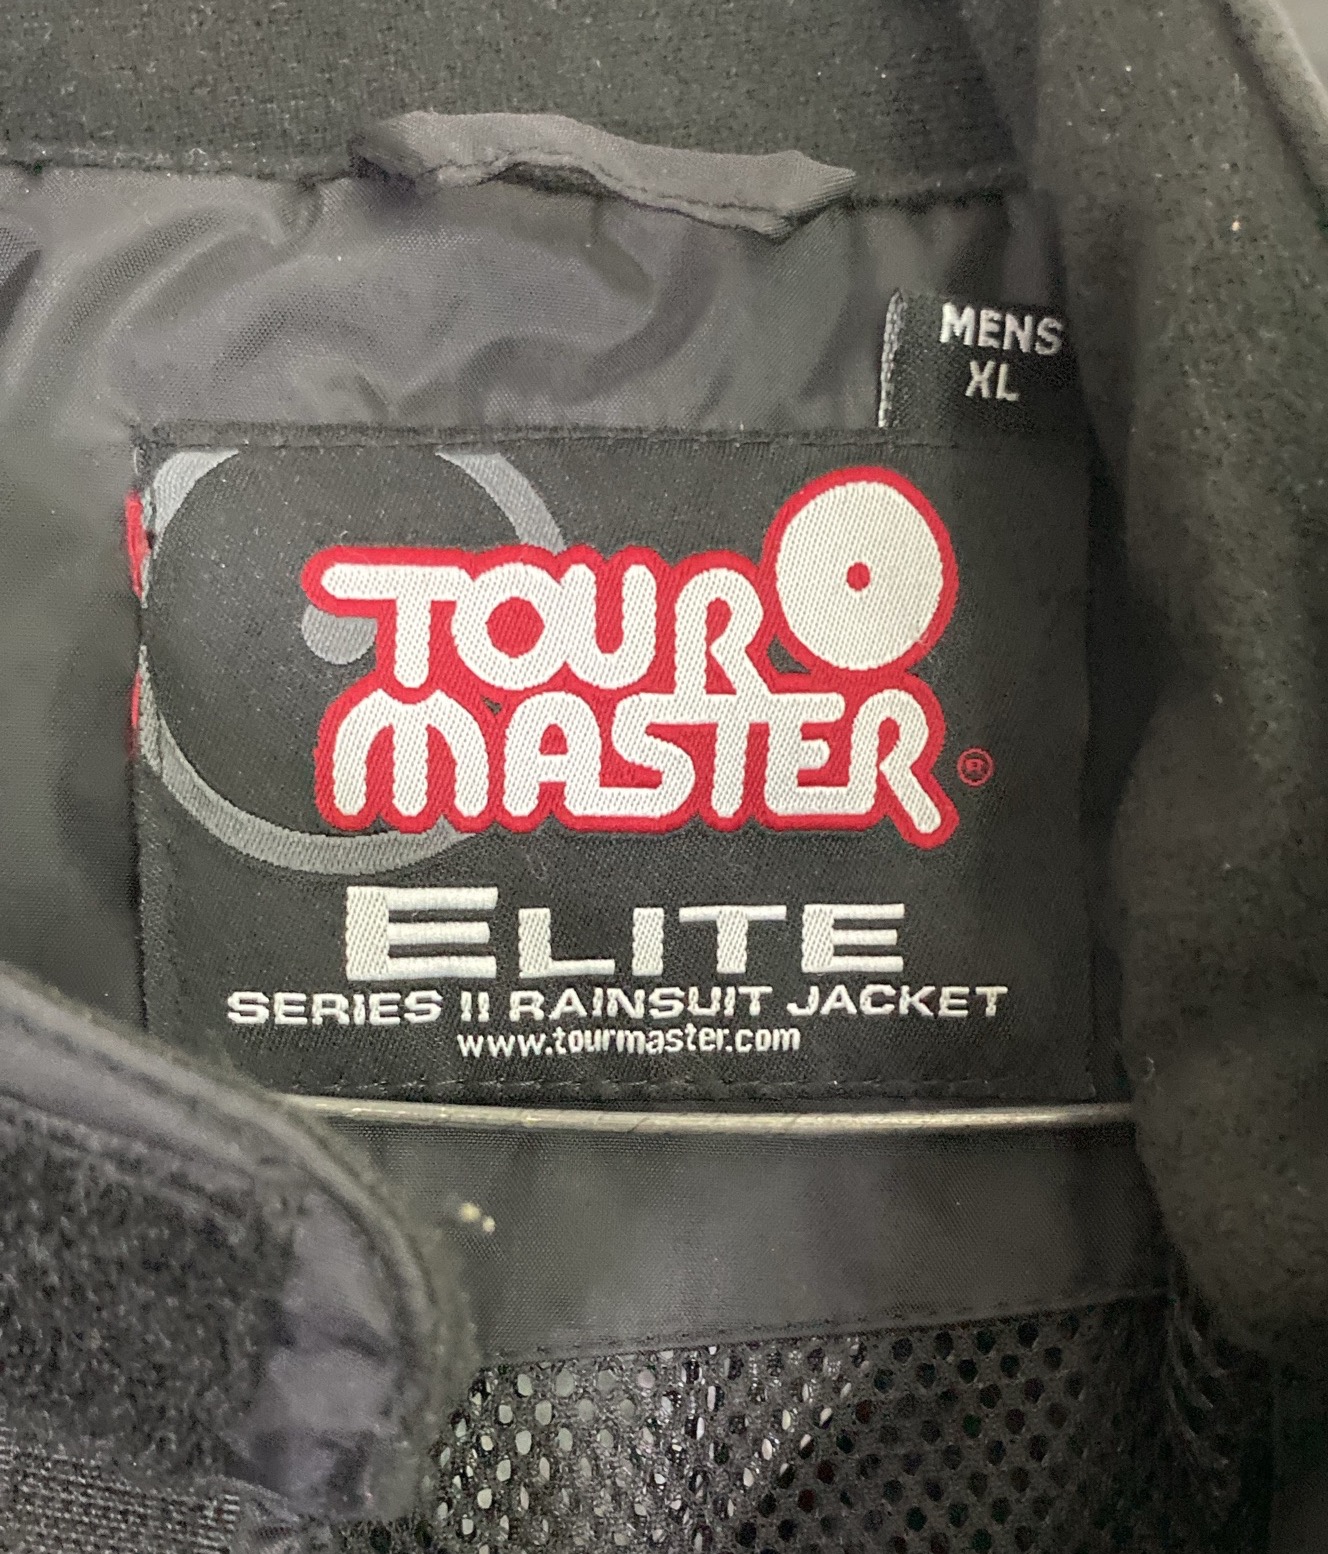 MENS
XL
TOUR
MASTER®
ELITE
SERIES II RAINSUIT JACKET
www.tourmaster.com